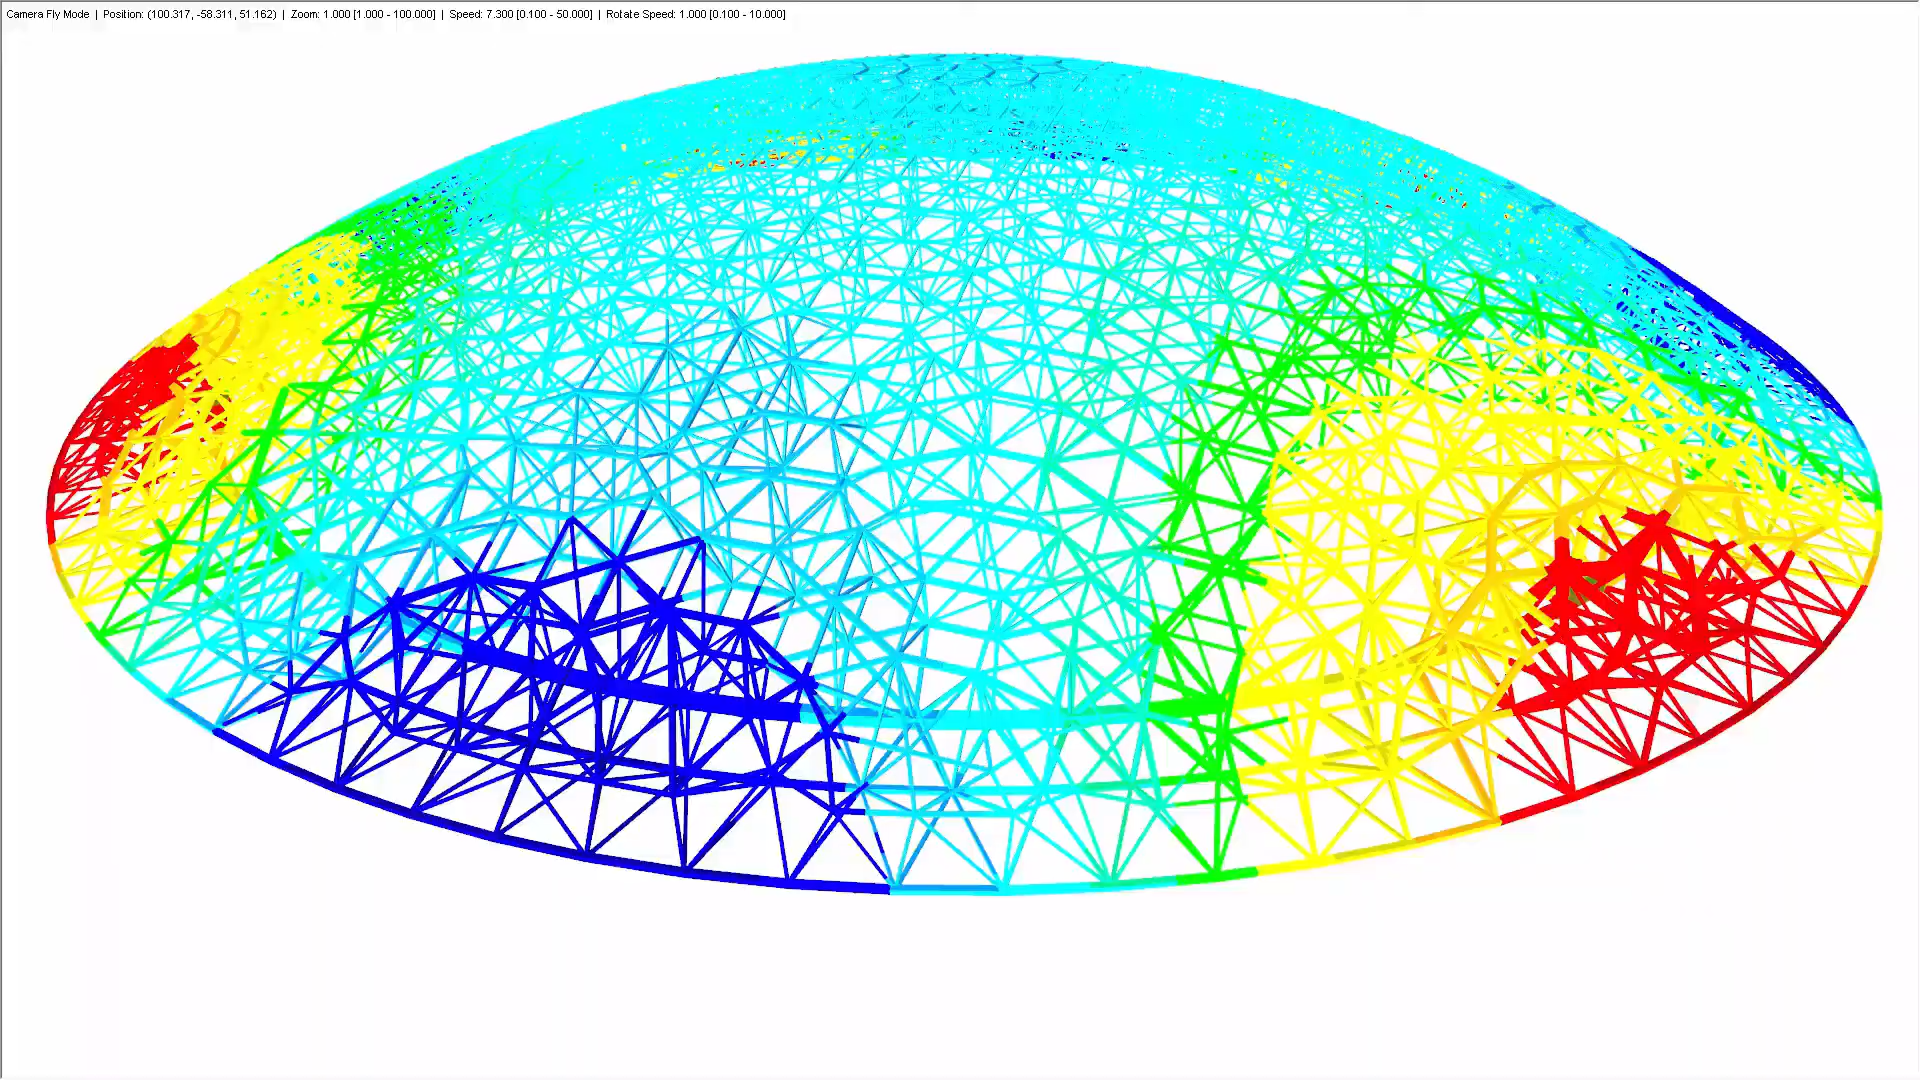 Camera Fly Mode | Position: (100.317, -58.311, 51.162) | Zoom: 1.000 [1.000 - 100.000] | Speed: 7.300 [0.100 - 50.000] | Rotate Speed: 1.000 [0.100 - 10.000]